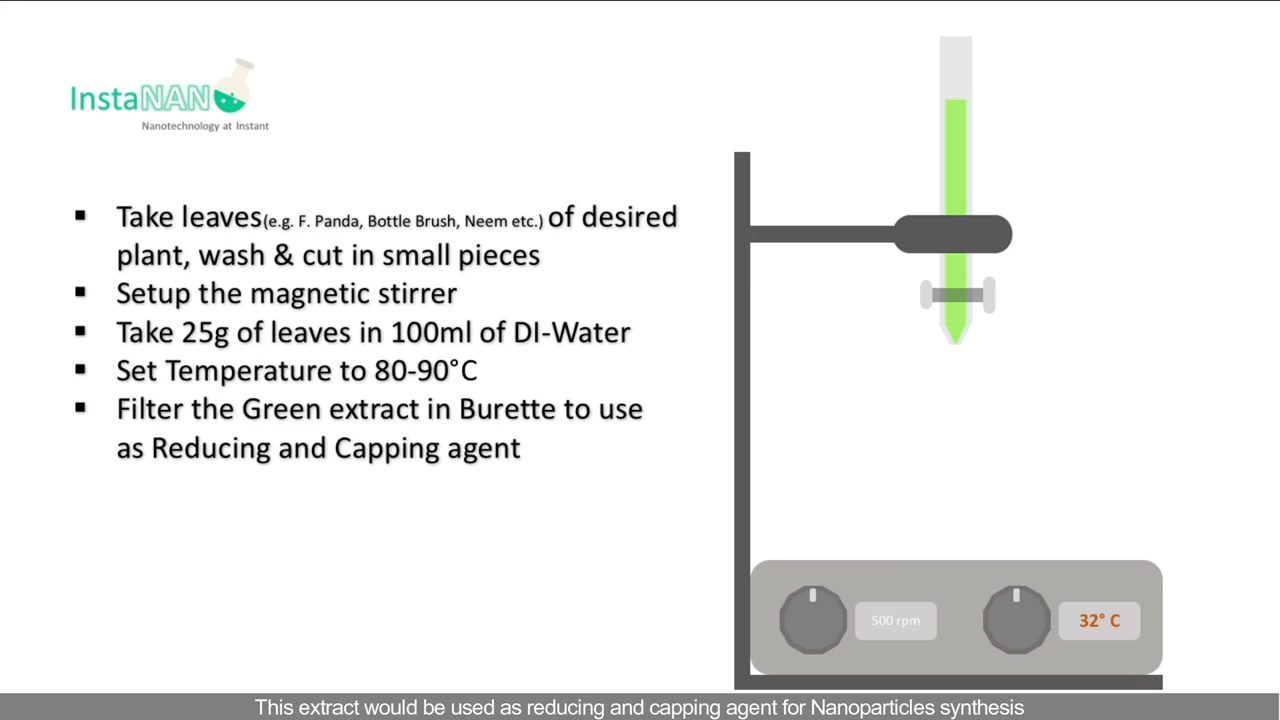 InstaNANO
Nanotechnology at Instant
▪ Take leaves(e.g. F. Panda, Bottle Brush, Neem etc.) of desired
plant, wash & cut in small pieces
▪ Setup the magnetic stirrer
▪ Take 25g of leaves in 100ml of DI-Water
▪ Set Temperature to 80-90°C
▪ Filter the Green extract in Burette to use
as Reducing and Capping agent
500 rpm
32° C
This extract would be used as reducing and capping agent for Nanoparticles synthesis